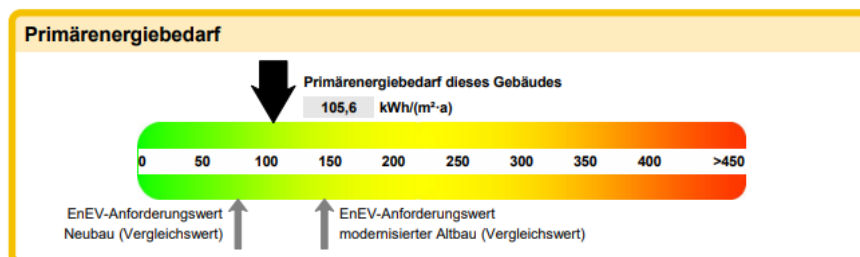 Primärenergiebedarf
Primärenergiebedarf dieses Gebäudes
105,6 kWh/(m²·a)
0 50 100 150 200 250 300 350 400 >450
EnEV-Anforderungswert
Neubau (Vergleichswert)
EnEV-Anforderungswert
modernisierter Altbau (Vergleichswert)